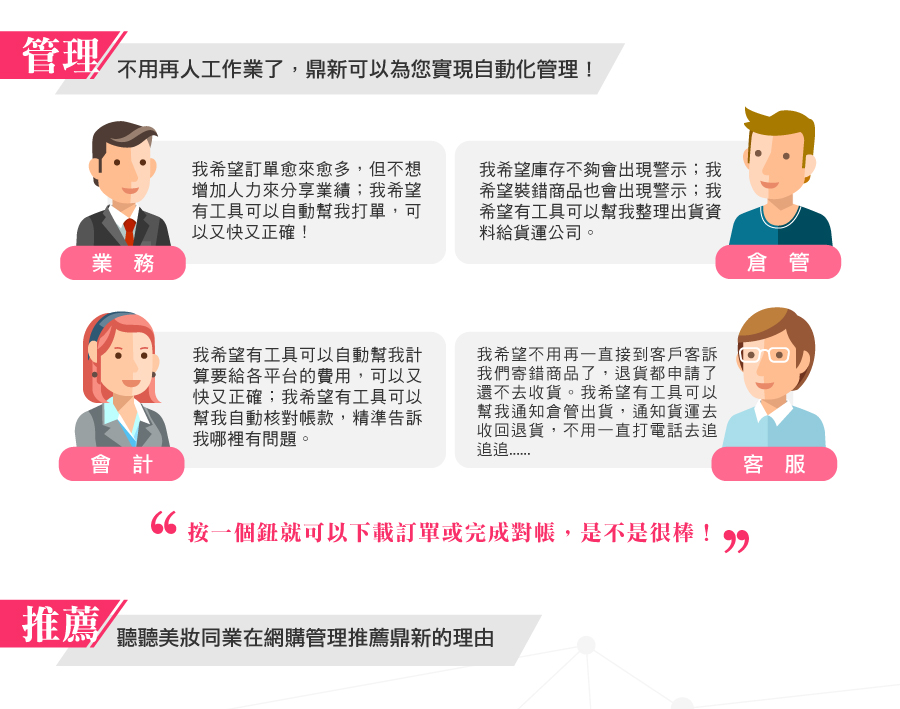 管理
不用再人工作業了，鼎新可以為您實現自動化管理！
我希望訂單愈來愈多，但不想
增加人力來分享業績；我希望
有工具可以自動幫我打單，可
以又快又正確！
業 務
我希望庫存不夠會出現警示；我
希望裝錯商品也會出現警示；我
希望有工具可以幫我整理出貨資
料給貨運公司。
倉 管
我希望有工具可以自動幫我計
算要給各平台的費用，可以又
快又正確；我希望有工具可以
幫我自動核對帳款，精準告訴
我哪裡有問題。
會 計
我希望不用再一直接到客戶客訴
我們寄錯商品了，退貨都申請了
還不去收貨。我希望有工具可以
幫我通知倉管出貨，通知貨運去
收回退貨，不用一直打電話去追
追追......
客 服
“按一個鈕就可以下載訂單或完成對帳，是不是很棒！”
推薦
聽聽美妝同業在網購管理推薦鼎新的理由